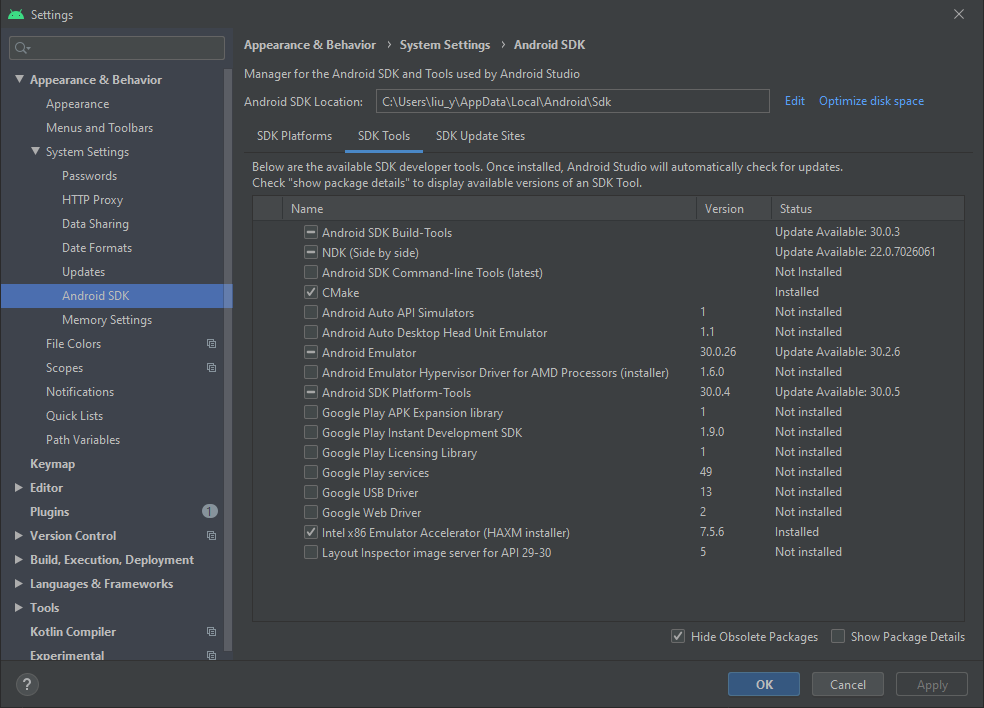 Settings
Appearance & Behavior
Appearance
Menus and Toolbars
System Settings
Passwords
HTTP Proxy
Data Sharing
Date Formats
Updates
Android SDK
Memory Settings
File Colors
Scopes
Notifications
Quick Lists
Path Variables
Keymap
Editor
Plugins 1
Version Control
Build, Execution, Deployment
Languages & Frameworks
Tools
Kotlin Compiler
Experimental
?
Appearance & Behavior › System Settings › Android SDK
Manager for the Android SDK and Tools used by Android Studio
Android SDK Location: C:\Users\liu_y\AppData\Local\Android\Sdk Edit Optimize disk space
SDK Platforms SDK Tools SDK Update Sites
Below are the available SDK developer tools. Once installed, Android Studio will automatically check for updates.
Check "show package details" to display available versions of an SDK Tool.
Name Version Status
Android SDK Build-Tools Update Available: 30.0.3
NDK (Side by side) Update Available: 22.0.7026061
Android SDK Command-line Tools (latest) Not Installed
CMake Installed
Android Auto API Simulators 1 Not installed
Android Auto Desktop Head Unit Emulator 1.1 Not installed
Android Emulator 30.0.26 Update Available: 30.2.6
Android Emulator Hypervisor Driver for AMD Processors (installer) 1.6.0 Not installed
Android SDK Platform-Tools 30.0.4 Update Available: 30.0.5
Google Play APK Expansion library 1 Not installed
Google Play Instant Development SDK 1.9.0 Not installed
Google Play Licensing Library 1 Not installed
Google Play services 49 Not installed
Google USB Driver 13 Not installed
Google Web Driver 2 Not installed
Intel x86 Emulator Accelerator (HAXM installer) 7.5.6 Installed
Layout Inspector image server for API 29-30 5 Not installed
Hide Obsolete Packages Show Package Details
OK Cancel Apply